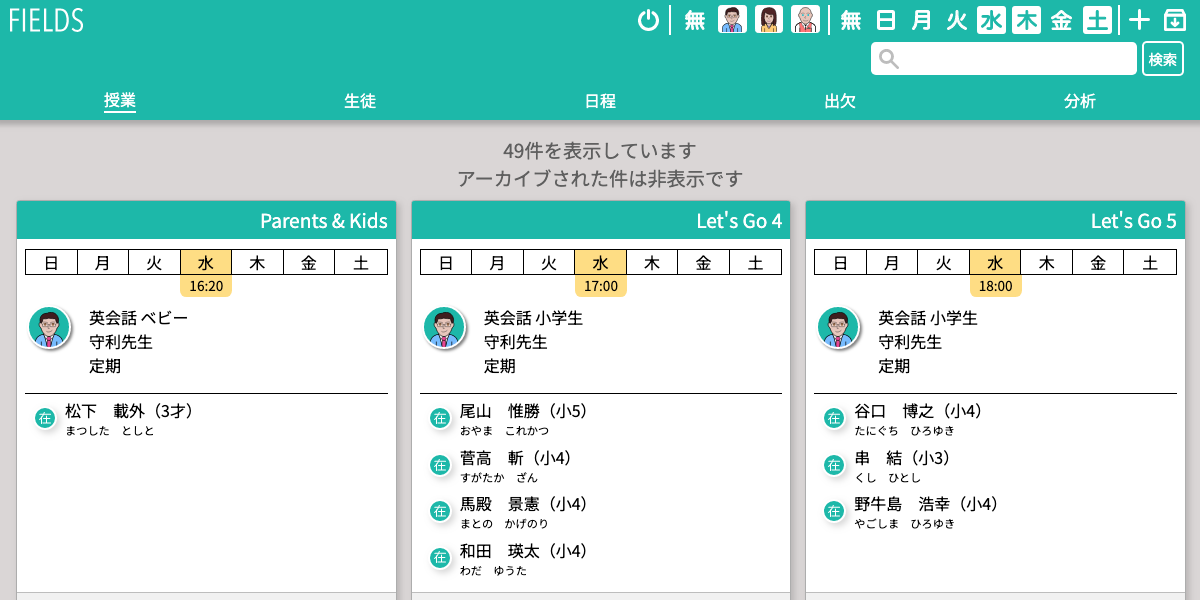 FIELDS
無 無 日 月 火 水 木 金 土
検索
授業 生徒 日程 出欠 分析
49件を表示しています
アーカイブされた件は非表示です
Parents & Kids
日 月 火 水 木 金 土
16:20
英会話 ベビー
守利先生
定期
在 松下 載外（3才）
まつした としと
Let's Go 4
日 月 火 水 木 金 土
17:00
英会話 小学生
守利先生
定期
在 尾山 惟勝（小5）
おやま これかつ
在 菅高 斬（小4）
すがたか ざん
在 馬殿 景憲（小4）
まとの かげのり
在 和田 瑛太（小4）
わだ ゆうた
Let's Go 5
日 月 火 水 木 金 土
18:00
英会話 小学生
守利先生
定期
在 谷口 博之（小4）
たにぐち ひろゆき
在 串 結（小3）
くし ひとし
在 野牛島 浩幸（小4）
やごしま ひろゆき